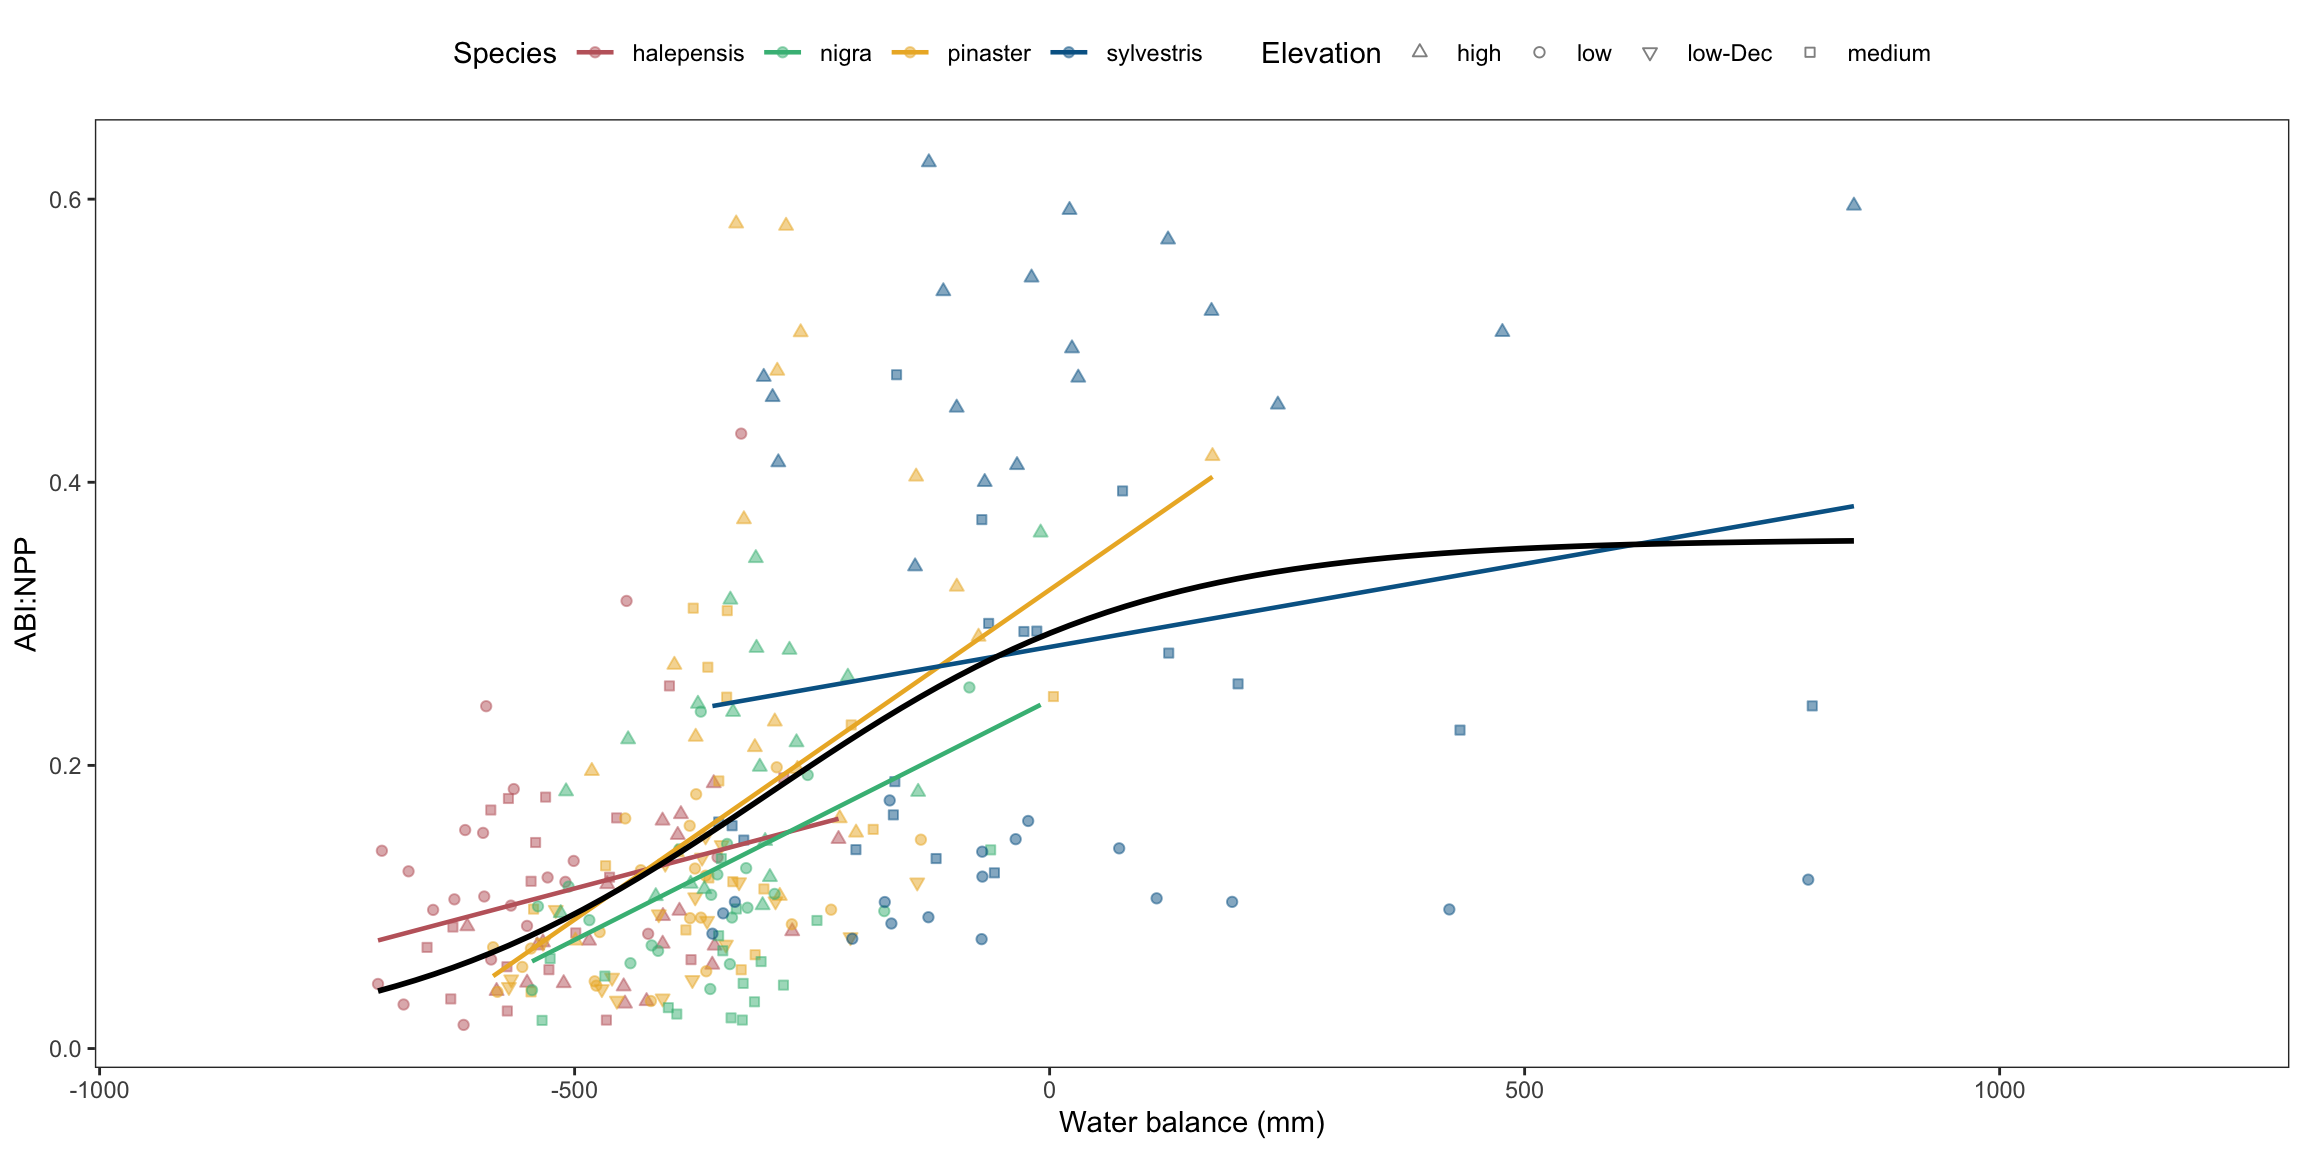 Species halepensis nigra pinaster sylvestris Elevation high low low-Dec medium
0.6
0.4
0.2
0.0
ABI:NPP
-1000 -500 0 500 1000
Water balance (mm)